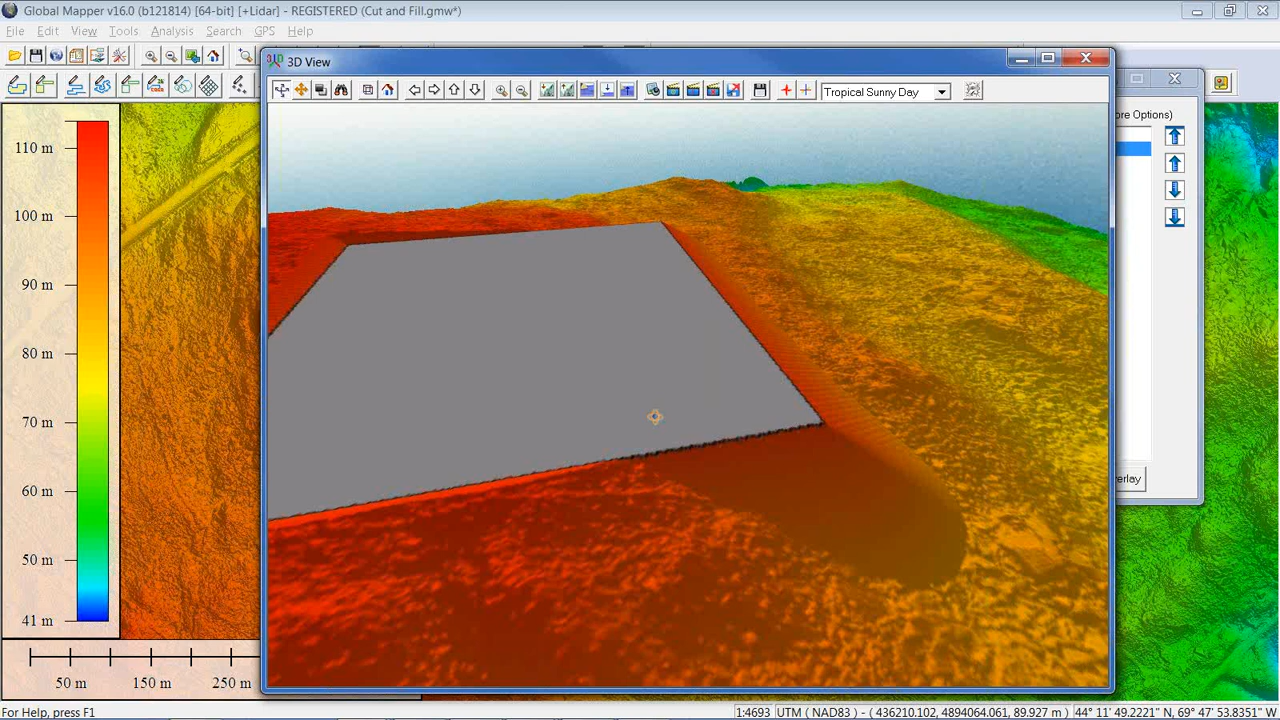 Global Mapper v16.0 (b121814) [64-bit] [+Lidar] - REGISTERED (Cut and Fill.gmw*)
File Edit View Tools Analysis Search GPS Help
3D View
Tropical Sunny Day
ore Options)
110 m
100 m
90 m
80 m
70 m
60 m
50 m
41 m
erlay
50 m 150 m 250 m
For Help, press F1
1:4693 UTM ( NAD83 ) - ( 436210.102, 4894064.061, 89.927 m ) 44° 11' 49.2221" N, 69° 47' 53.8351" W